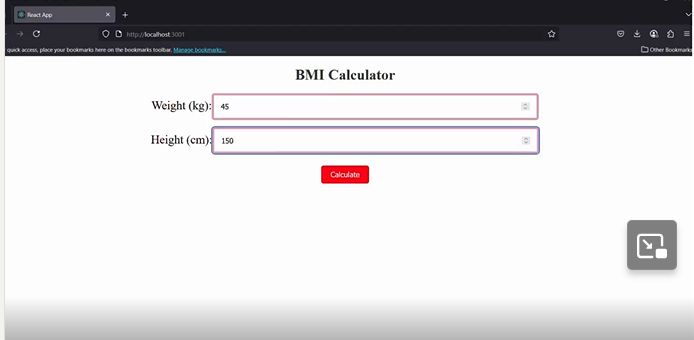 React App
http://localhost:3001
quick access, place your bookmarks here on the bookmarks toolbar. Manage bookmarks...
Other Bookmarks
BMI Calculator
Weight (kg): 45
Height (cm): 150
Calculate